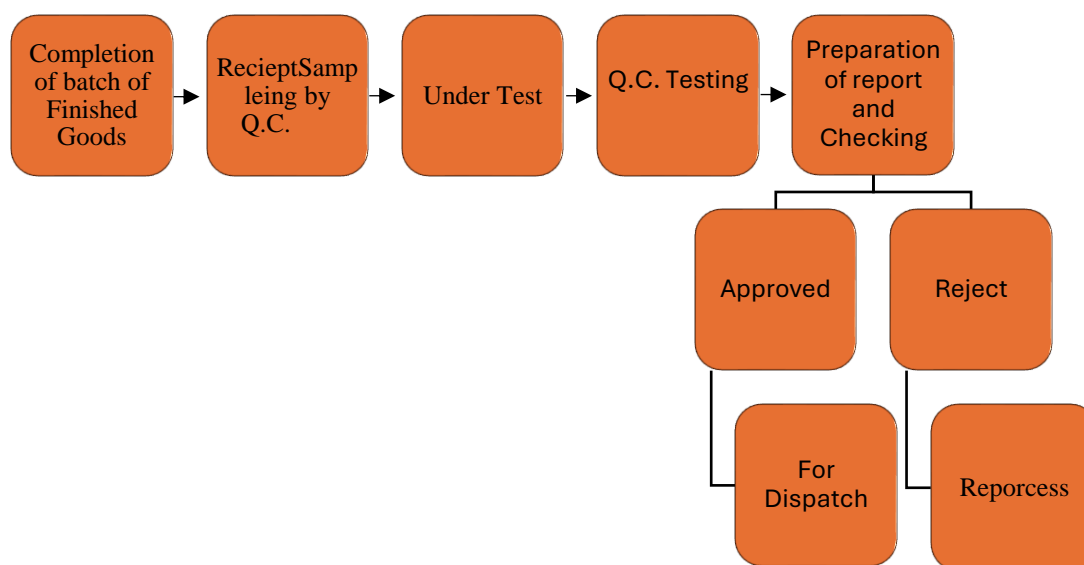 Completion
of batch of
Finished
Goods
RecieptSamp
leing by
Q.C.
Under Test
Q.C. Testing
Preparation
of report
and
Checking
Approved
Reject
For
Dispatch
Reporcess